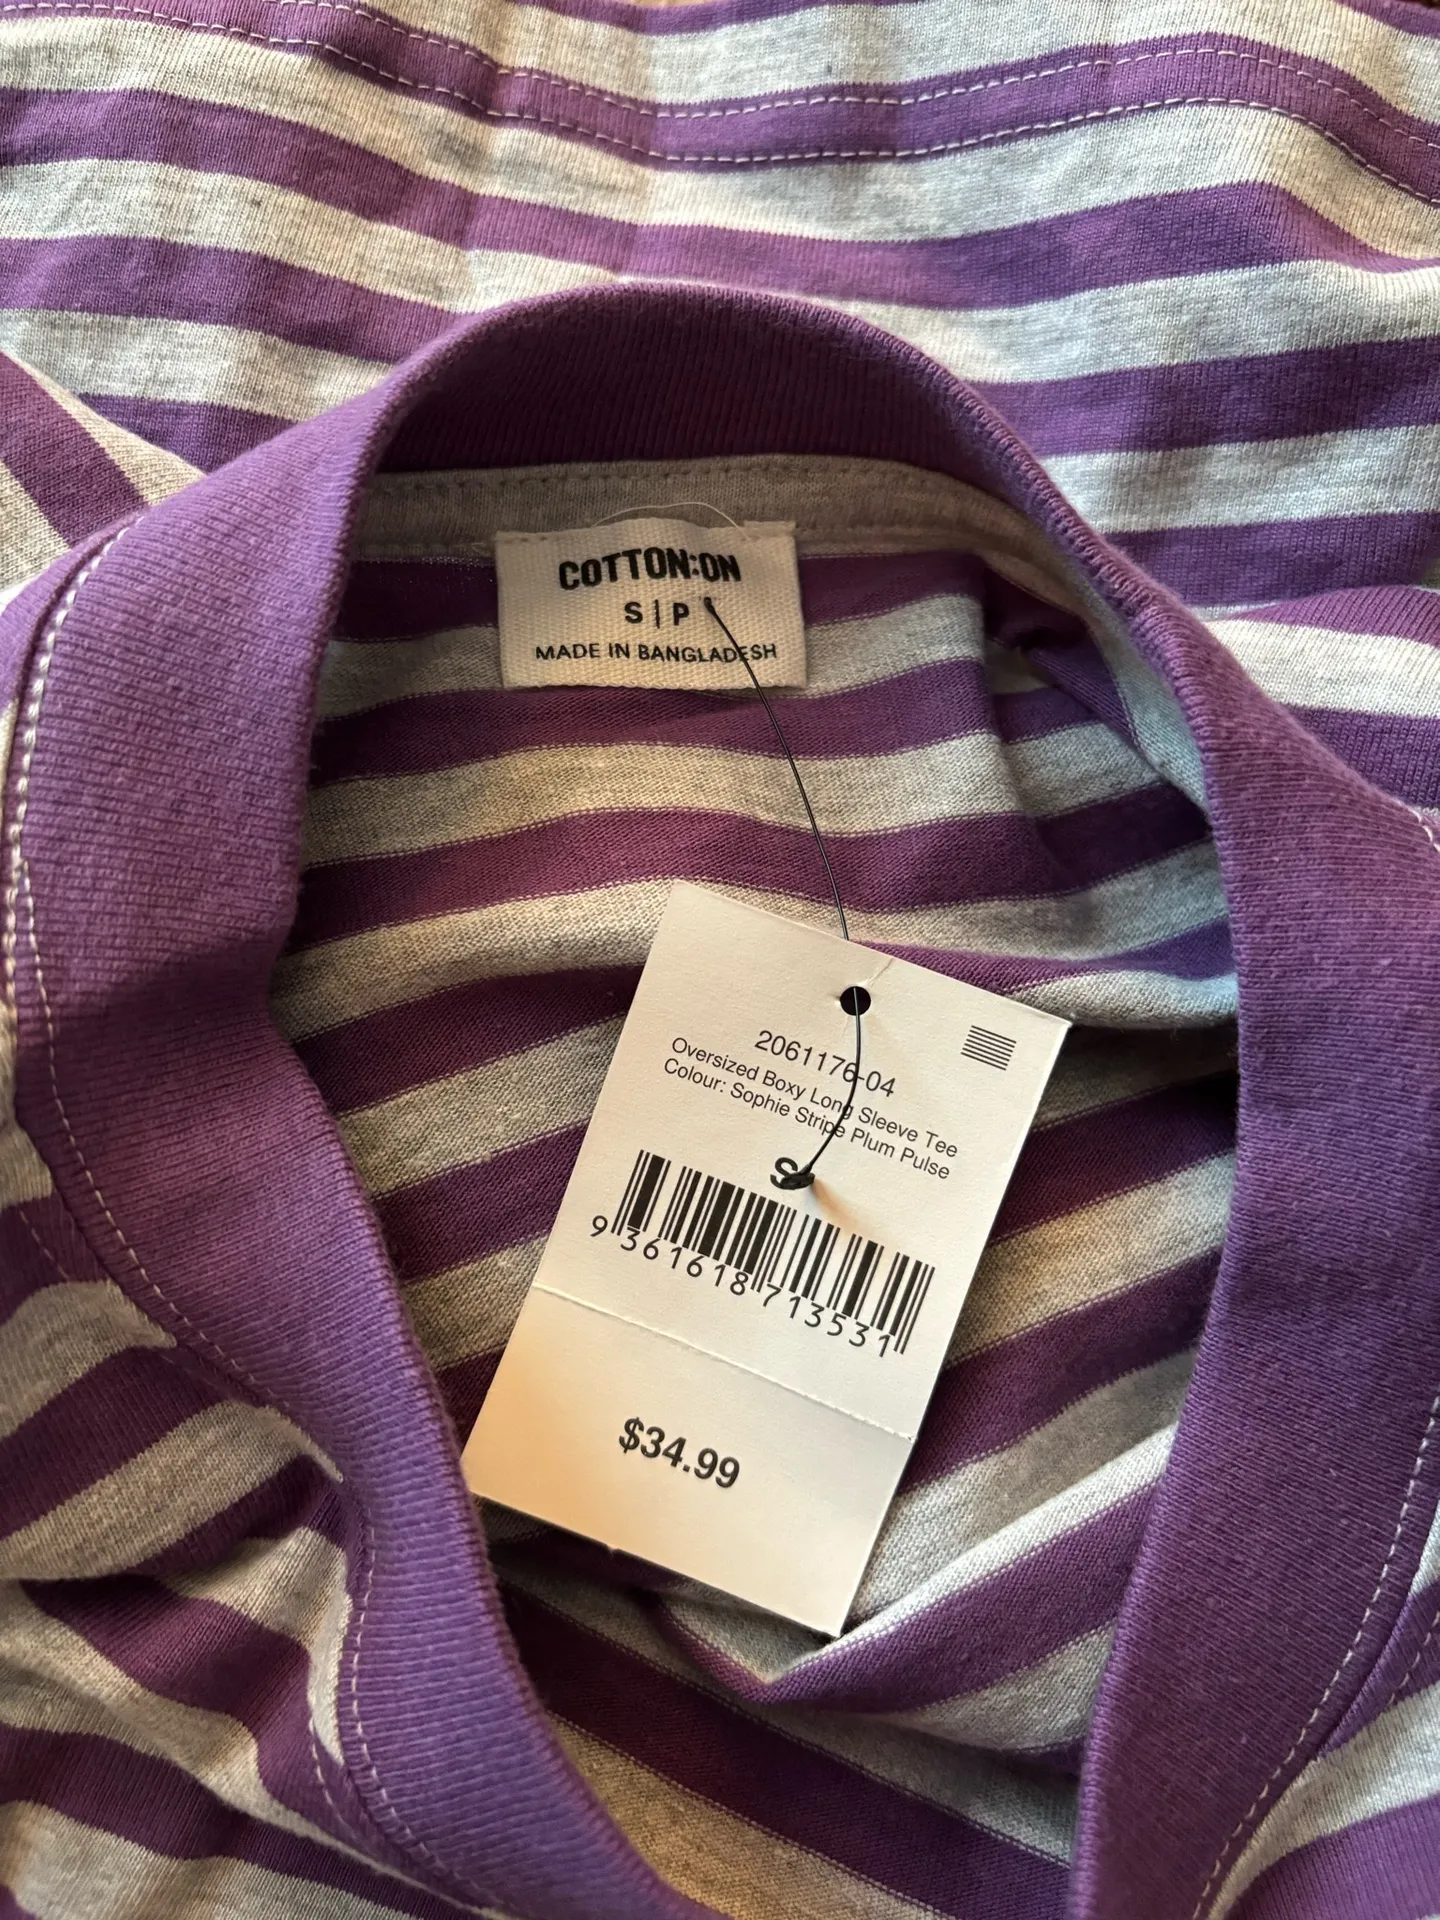 COTTON:ON
S|P
MADE IN BANGLADESH
2061176-04
Oversized Boxy Long Sleeve Tee
Colour: Sophie Stripe Plum Pulse
S
9 361618 713531
$34.99